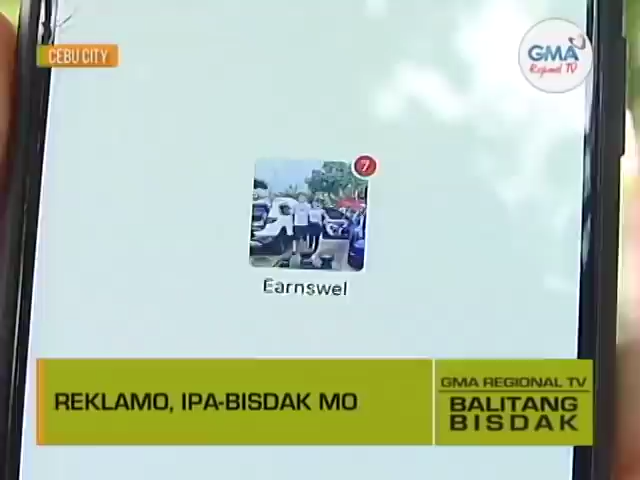 CEBU CITY
GMA
Regional TV
7
Earnswel
REKLAMO, IPA-BISDAK MO
GMA REGIONAL TV
BALITANG
BISDAK